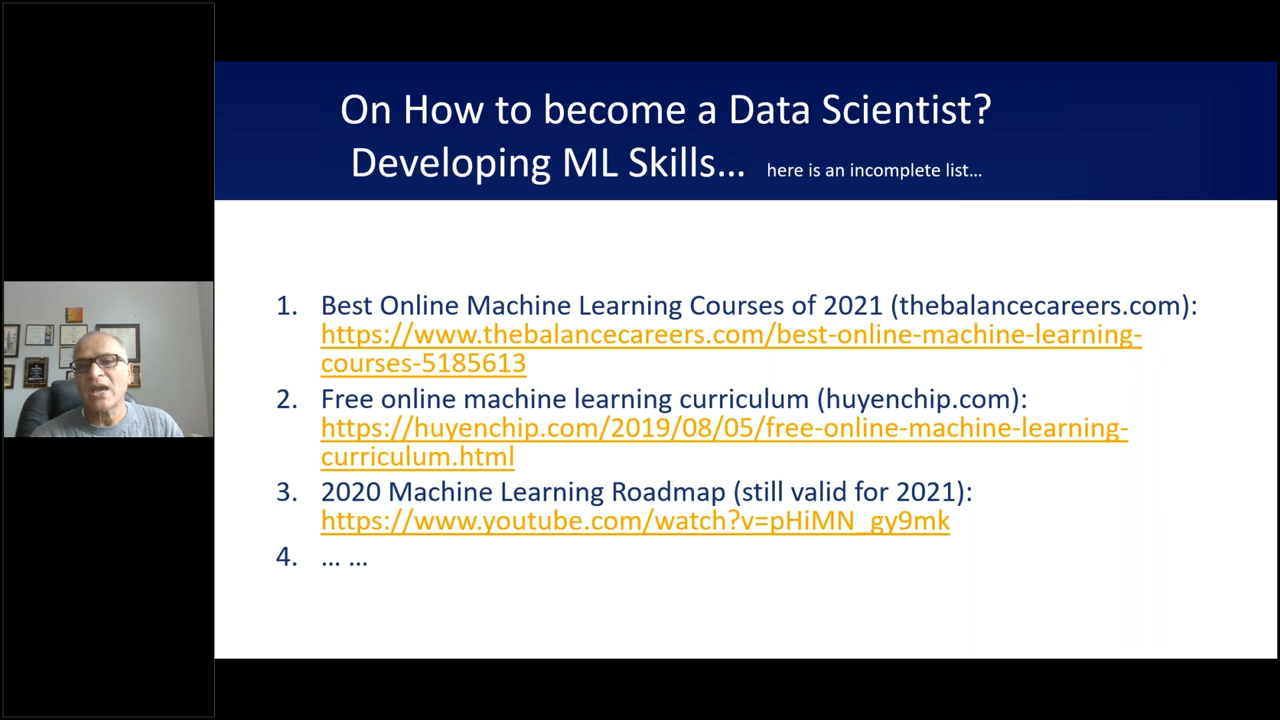 On How to become a Data Scientist?
Developing ML Skills... here is an incomplete list...
1. Best Online Machine Learning Courses of 2021 (thebalancecareers.com):
https://www.thebalancecareers.com/best-online-machine-learning-
courses-5185613
2. Free online machine learning curriculum (huyenchip.com):
https://huyenchip.com/2019/08/05/free-online-machine-learning-
curriculum.html
3. 2020 Machine Learning Roadmap (still valid for 2021):
https://www.youtube.com/watch?v=pHiMN_gy9mk
4. ... ...